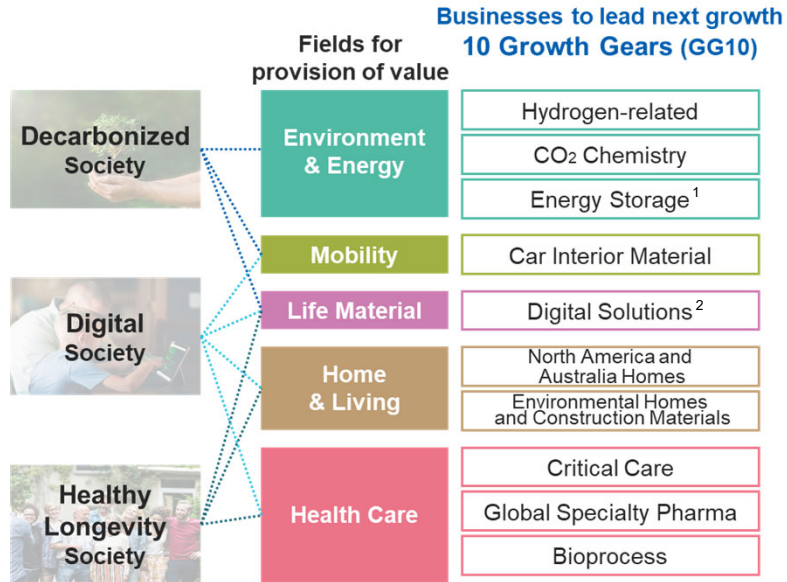 Businesses to lead next growth
10 Growth Gears (GG10)
Fields for
provision of value
Decarbonized
Society
Digital
Society
Healthy
Longevity
Society
Environment
& Energy
Mobility
Life Material
Home
& Living
Health Care
Hydrogen-related
CO₂ Chemistry
Energy Storage¹
Car Interior Material
Digital Solutions²
North America and
Australia Homes
Environmental Homes
and Construction Materials
Critical Care
Global Specialty Pharma
Bioprocess